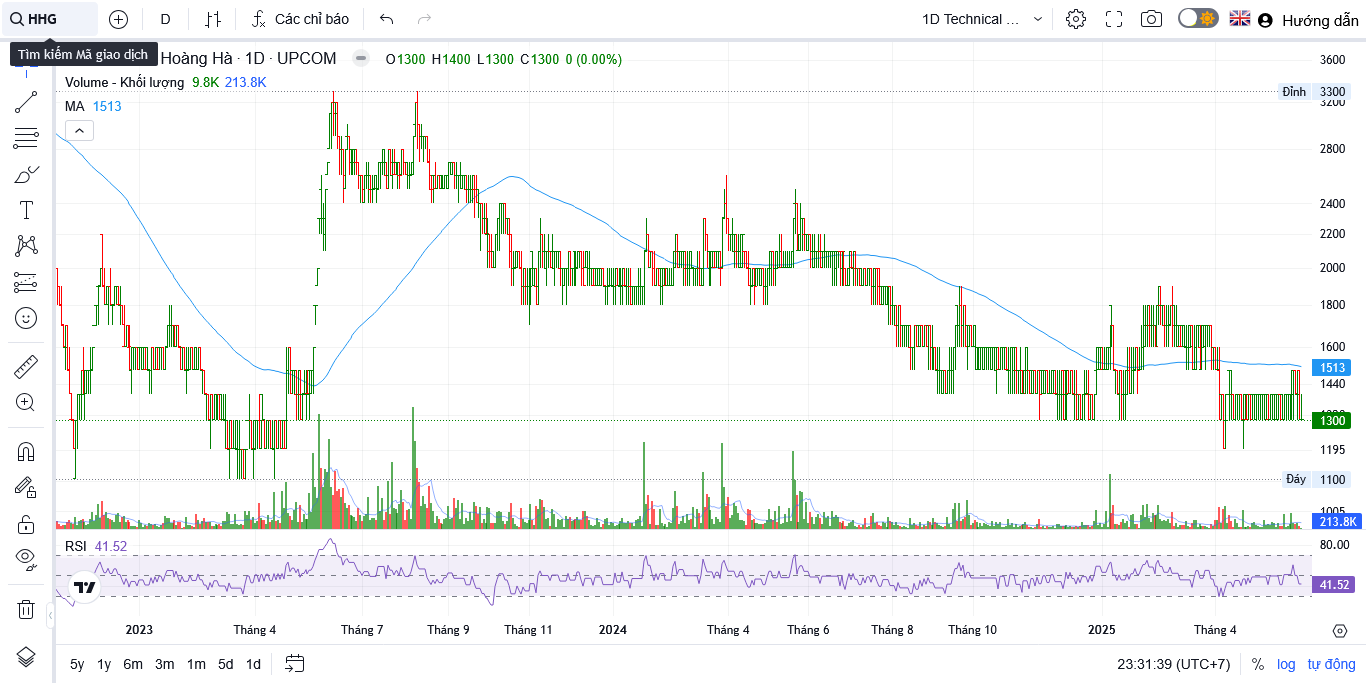 HHG D Các chỉ báo 1D Technical ... Hướng dẫn
Tìm kiếm Mã giao dịch Hoàng Hà · 1D · UPCOM O1300 H1400 L1300 C1300 0 (0.00%)
Volume - Khối lượng 9.8K 213.8K
MA 1513
3600
Đỉnh 3300
3200
2800
2400
2200
2000
1800
1600
1513
1440
1300
1195
Đáy 1100
1005
213.8K
RSI 41.52
80.00
41.52
2023 Tháng 4 Tháng 7 Tháng 9 Tháng 11 2024 Tháng 4 Tháng 6 Tháng 8 Tháng 10 2025 Tháng 4
5y 1y 6m 3m 1m 5d 1d 23:31:39 (UTC+7) % log tự động